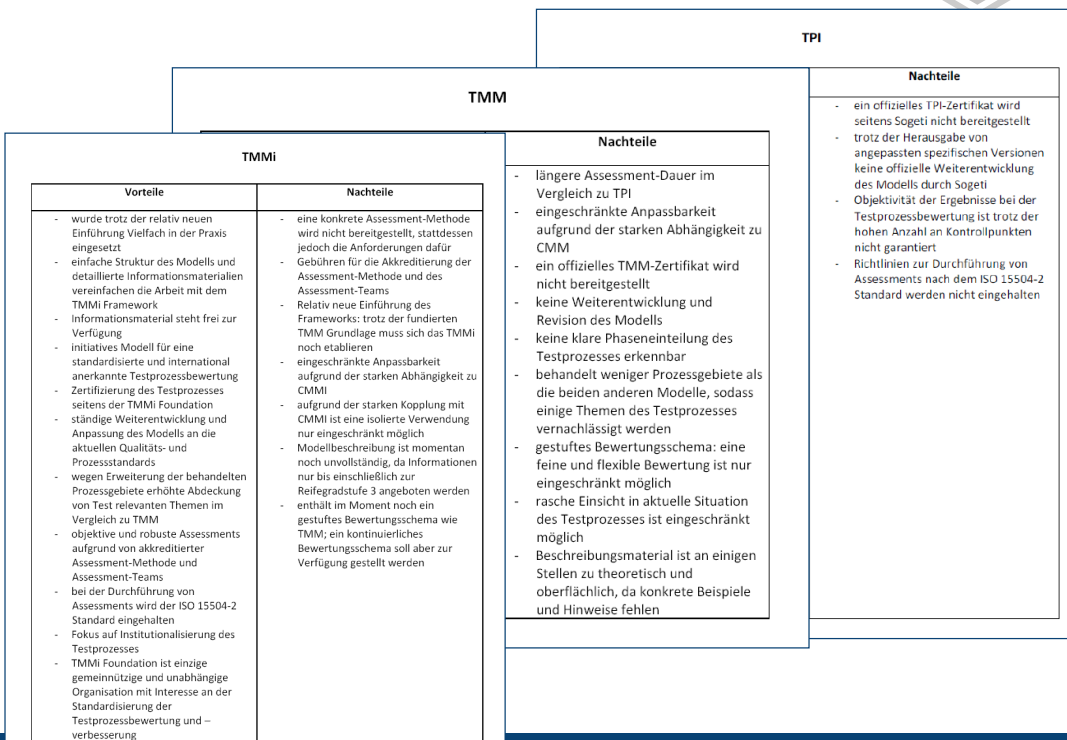 TPI
Nachteile
- ein offizielles TPI-Zertifikat wird
seitens Sogeti nicht bereitgestellt
- trotz der Herausgabe von
angepassten spezifischen Versionen
keine offizielle Weiterentwicklung
des Modells durch Sogeti
- Objektivität der Ergebnisse bei der
Testprozessbewertung ist trotz der
hohen Anzahl an Kontrollpunkten
nicht garantiert
- Richtlinien zur Durchführung von
Assessments nach dem ISO 15504-2
Standard werden nicht eingehalten
TMM
Nachteile
- längere Assessment-Dauer im
Vergleich zu TPI
- eingeschränkte Anpassbarkeit
aufgrund der starken Abhängigkeit zu
CMM
- ein offizielles TMM-Zertifikat wird
nicht bereitgestellt
- keine Weiterentwicklung und
Revision des Modells
- keine klare Phaseneinteilung des
Testprozesses erkennbar
- behandelt weniger Prozessgebiete als
die beiden anderen Modelle, sodass
einige Themen des Testprozesses
vernachlässigt werden
- gestuftes Bewertungsschema: eine
feine und flexible Bewertung ist nur
eingeschränkt möglich
- rasche Einsicht in aktuelle Situation
des Testprozesses ist eingeschränkt
möglich
- Beschreibungsmaterial ist an einigen
Stellen zu theoretisch und
oberflächlich, da konkrete Beispiele
und Hinweise fehlen
TMMi
Vorteile
- wurde trotz der relativ neuen
Einführung Vielfach in der Praxis
eingesetzt
- einfache Struktur des Modells und
detaillierte Informationsmaterialien
vereinfachen die Arbeit mit dem
TMMi Framework
- Informationsmaterial steht frei zur
Verfügung
- initiatives Modell für eine
standardisierte und international
anerkannte Testprozessbewertung
- Zertifizierung des Testprozesses
seitens der TMMi Foundation
- ständige Weiterentwicklung und
Anpassung des Modells an die
aktuellen Qualitäts- und
Prozessstandards
- wegen Erweiterung der behandelten
Prozessgebiete erhöhte Abdeckung
von Test relevanten Themen im
Vergleich zu TMM
- objektive und robuste Assessments
aufgrund von akkreditierter
Assessment-Methode und
Assessment-Teams
- bei der Durchführung von
Assessments wird der ISO 15504-2
Standard eingehalten
- Fokus auf Institutionalisierung des
Testprozesses
- TMMi Foundation ist einzige
gemeinnützige und unabhängige
Organisation mit Interesse an der
Standardisierung der
Testprozessbewertung und –
verbesserung
Nachteile
- eine konkrete Assessment-Methode
wird nicht bereitgestellt, stattdessen
jedoch die Anforderungen dafür
- Gebühren für die Akkreditierung der
Assessment-Methode und des
Assessment-Teams
- Relativ neue Einführung des
Frameworks: trotz der fundierten
TMM Grundlage muss sich das TMMi
noch etablieren
- eingeschränkte Anpassbarkeit
aufgrund der starken Abhängigkeit zu
CMMI
- aufgrund der starken Kopplung mit
CMMI ist eine isolierte Verwendung
nur eingeschränkt möglich
- Modellbeschreibung ist momentan
noch unvollständig, da Informationen
nur bis einschließlich zur
Reifegradstufe 3 angeboten werden
- enthält im Moment noch ein
gestuftes Bewertungsschema wie
TMM; ein kontinuierliches
Bewertungsschema soll aber zur
Verfügung gestellt werden